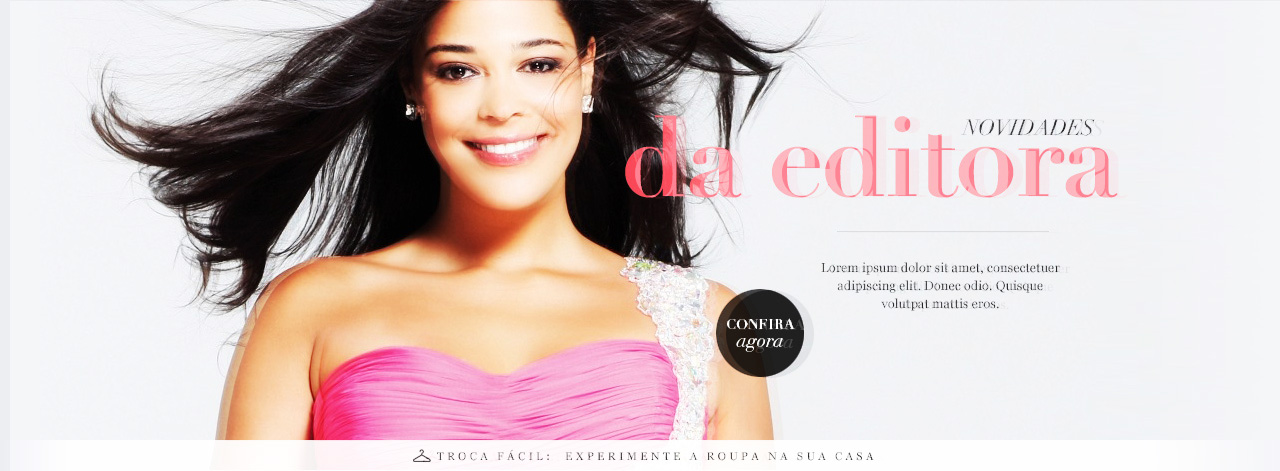 NOVIDADES
da editora
Lorem ipsum dolor sit amet, consectetuer
adipiscing elit. Donec odio. Quisque
volutpat mattis eros.
CONFIRA
agora
TROCA FÁCIL: EXPERIMENTE A ROUPA NA SUA CASA